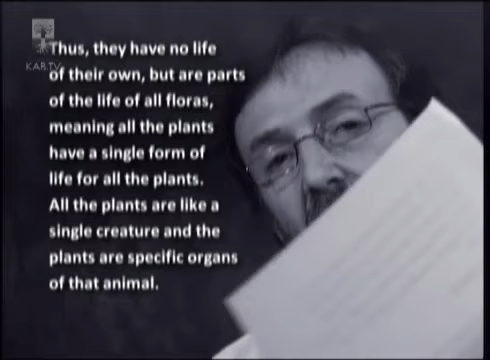 Thus, they have no life
of their own, but are parts
of the life of all floras,
meaning all the plants
have a single form of
life for all the plants.
All the plants are like a
single creature and the
plants are specific organs
of that animal.
KAB.TV